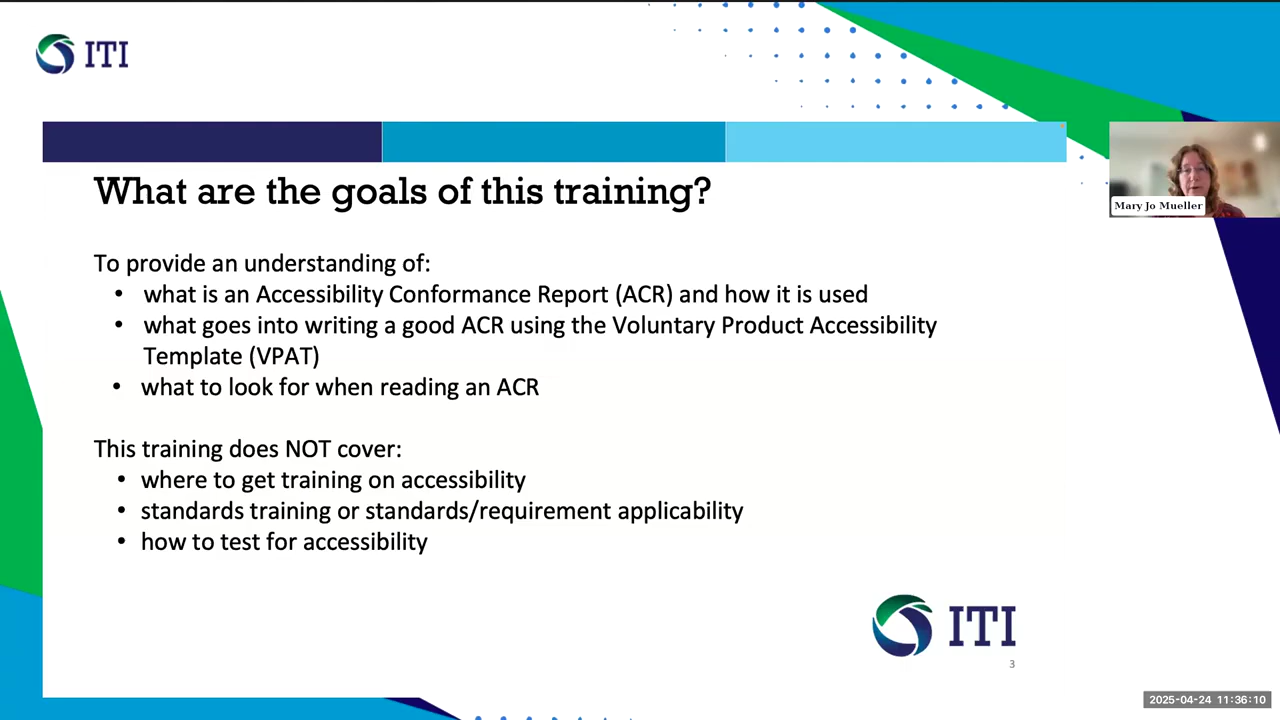 ITI
What are the goals of this training?
Mary Jo Mueller
To provide an understanding of:
• what is an Accessibility Conformance Report (ACR) and how it is used
• what goes into writing a good ACR using the Voluntary Product Accessibility
Template (VPAT)
• what to look for when reading an ACR
This training does NOT cover:
• where to get training on accessibility
• standards training or standards/requirement applicability
• how to test for accessibility
ITI
3
2025-04-24 11:36:10